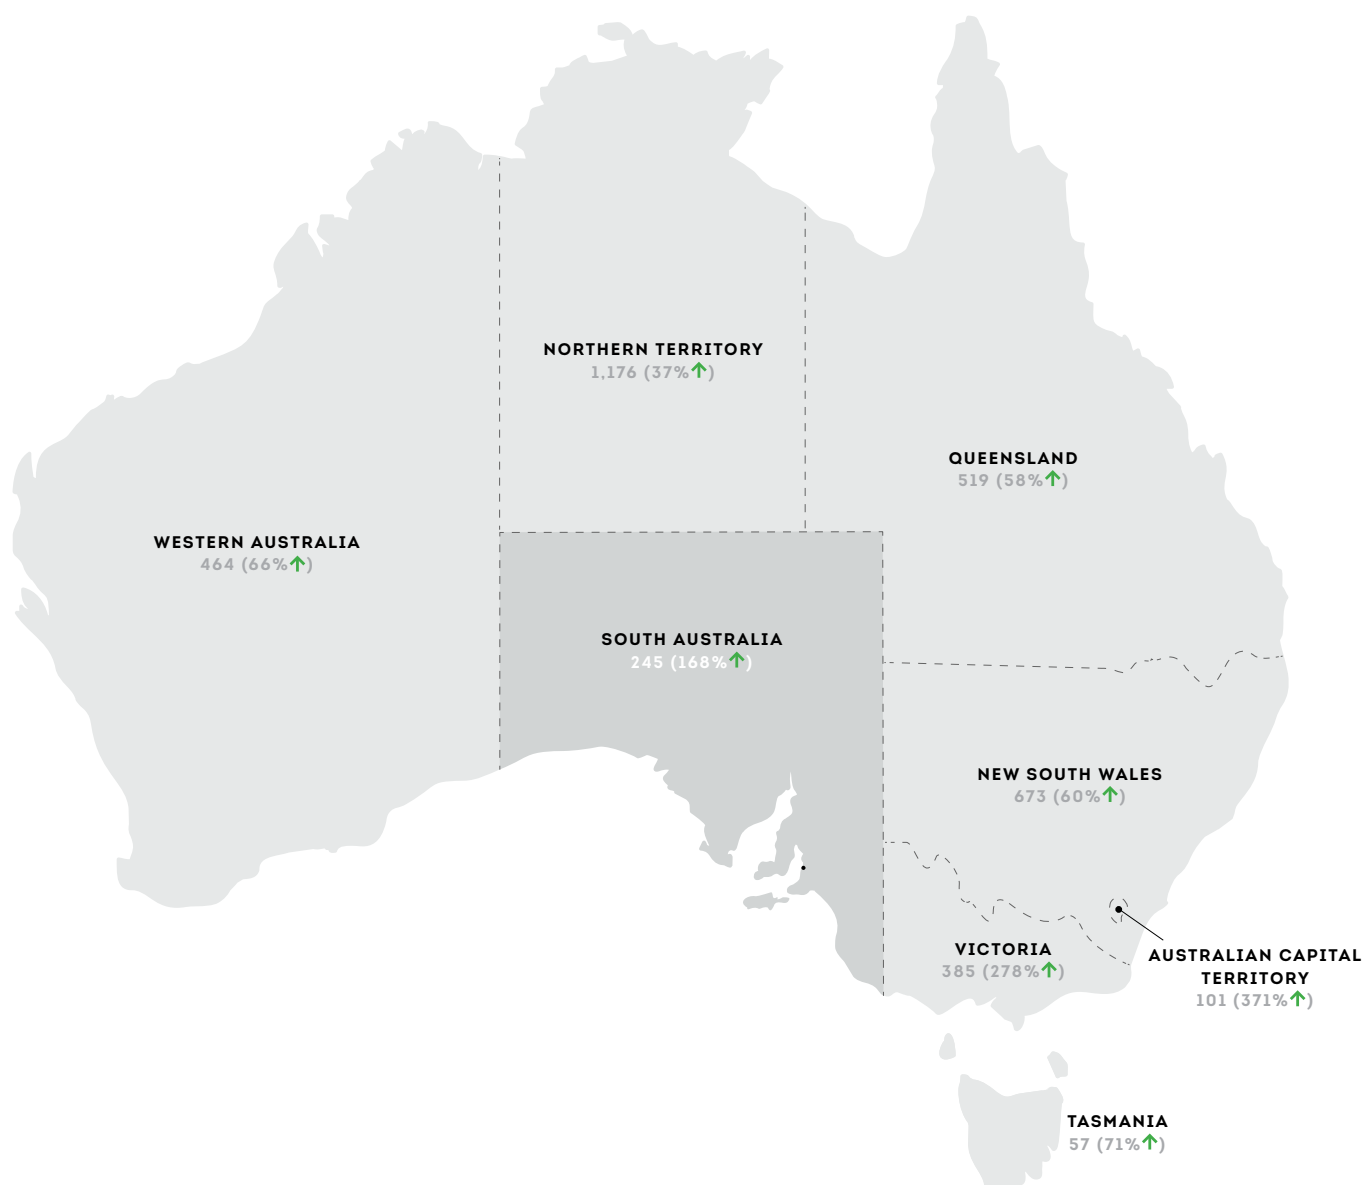 NORTHERN TERRITORY
1,176 (37%↑)
QUEENSLAND
519 (58%↑)
WESTERN AUSTRALIA
464 (66%↑)
SOUTH AUSTRALIA
245 (168%↑)
NEW SOUTH WALES
673 (60%↑)
VICTORIA
385 (278%↑)
AUSTRALIAN CAPITAL
TERRITORY
101 (371%↑)
TASMANIA
57 (71%↑)